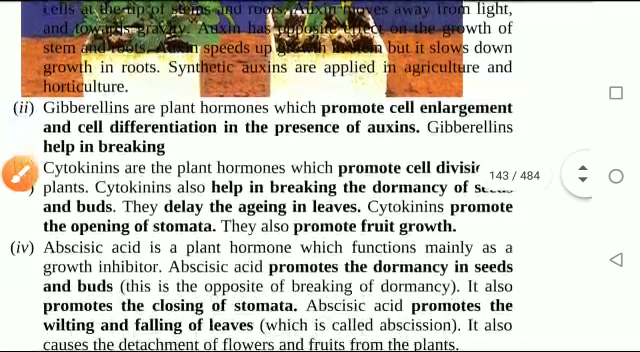 cells at the tip of stems and roots. Auxin moves away from light,
and towards gravity. Auxin has opposite effect on the growth of
stem and roots. Auxin speeds up growth in stem but it slows down
growth in roots. Synthetic auxins are applied in agriculture and
horticulture.
(ii) Gibberellins are plant hormones which promote cell enlargement
and cell differentiation in the presence of auxins. Gibberellins
help in breaking
Cytokinins are the plant hormones which promote cell
143 / 484
plants. Cytokinins also help in breaking the dormancy of
and buds. They delay the ageing in leaves. Cytokinins promote
the opening of stomata. They also promote fruit growth.
(iv) Abscisic acid is a plant hormone which functions mainly as a
growth inhibitor. Abscisic acid promotes the dormancy in seeds
and buds (this is the opposite of breaking of dormancy). It also
promotes the closing of stomata. Abscisic acid promotes the
wilting and falling of leaves (which is called abscission). It also
causes the detachment of flowers and fruits from the plants.